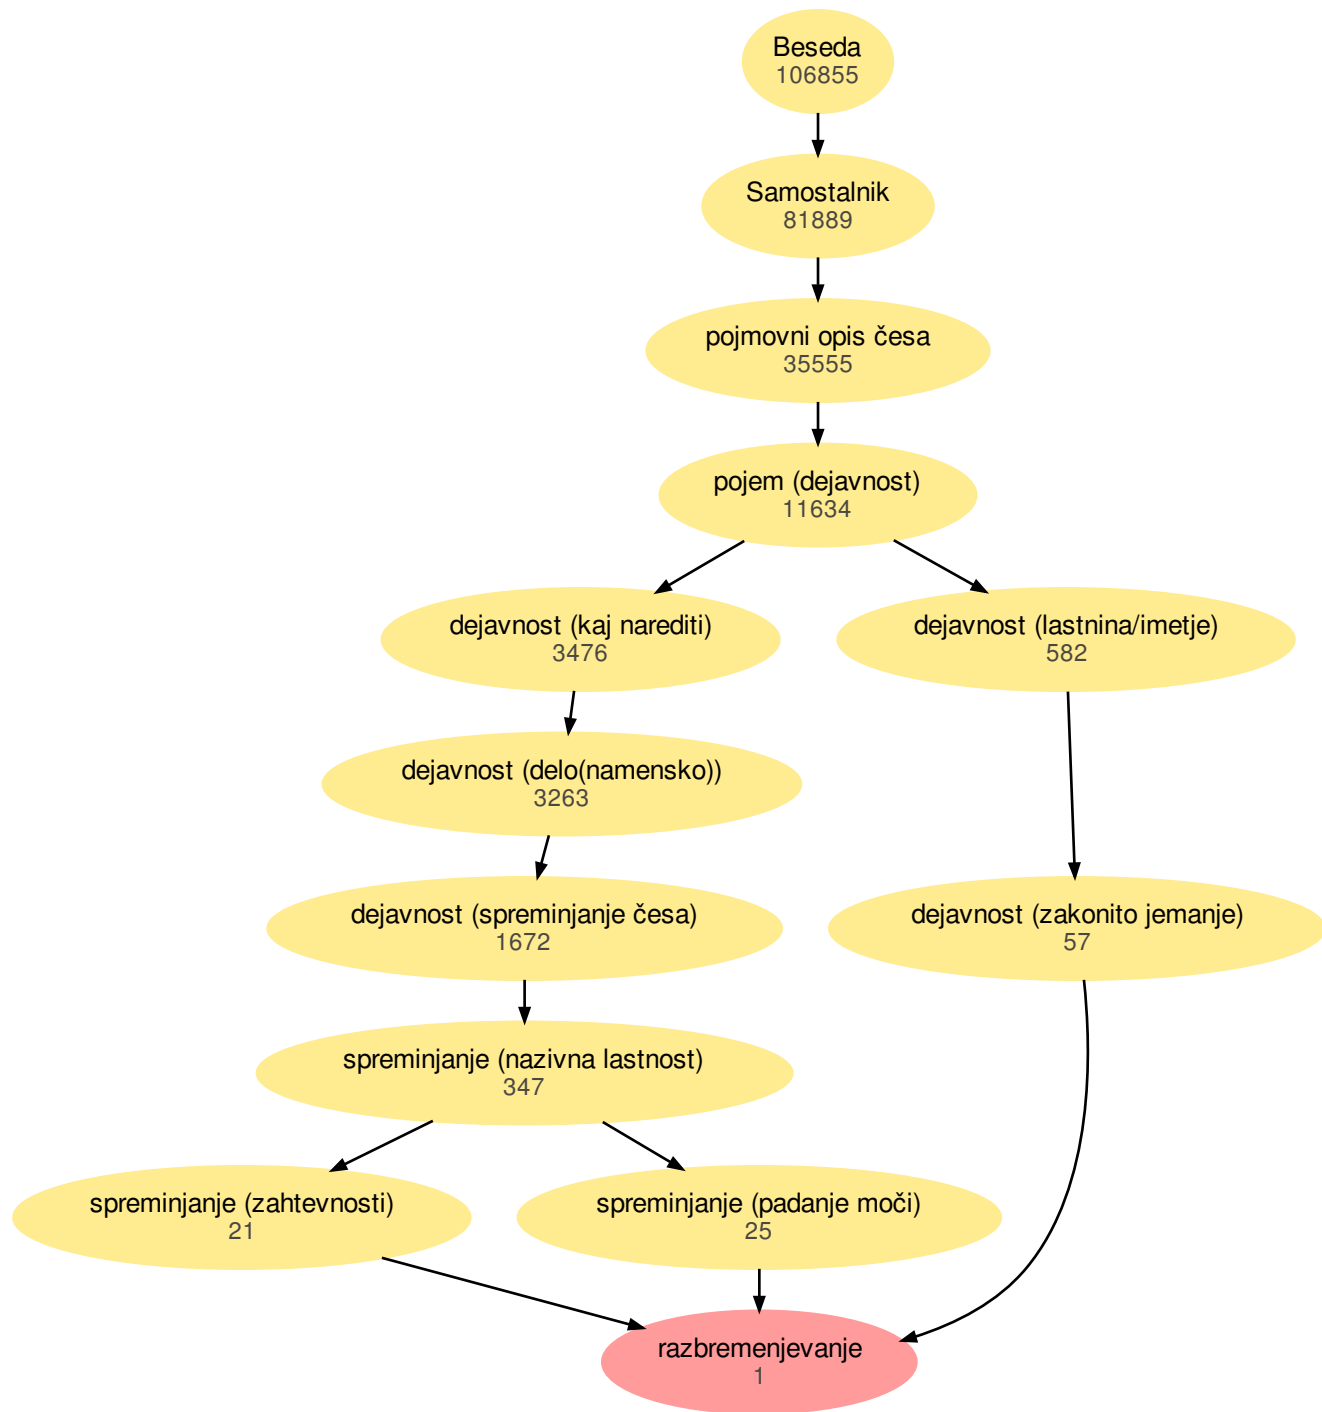 Beseda
106855
Samostalnik
81889
pojmovni opis česa
35555
pojem (dejavnost)
11634
dejavnost (kaj narediti)
3476
dejavnost (lastnina/imetje)
582
dejavnost (delo(namensko))
3263
dejavnost (spreminjanje česa)
1672
dejavnost (zakonito jemanje)
57
spreminjanje (nazivna lastnost)
347
spreminjanje (zahtevnosti)
21
spreminjanje (padanje moči)
25
razbremenjevanje
1